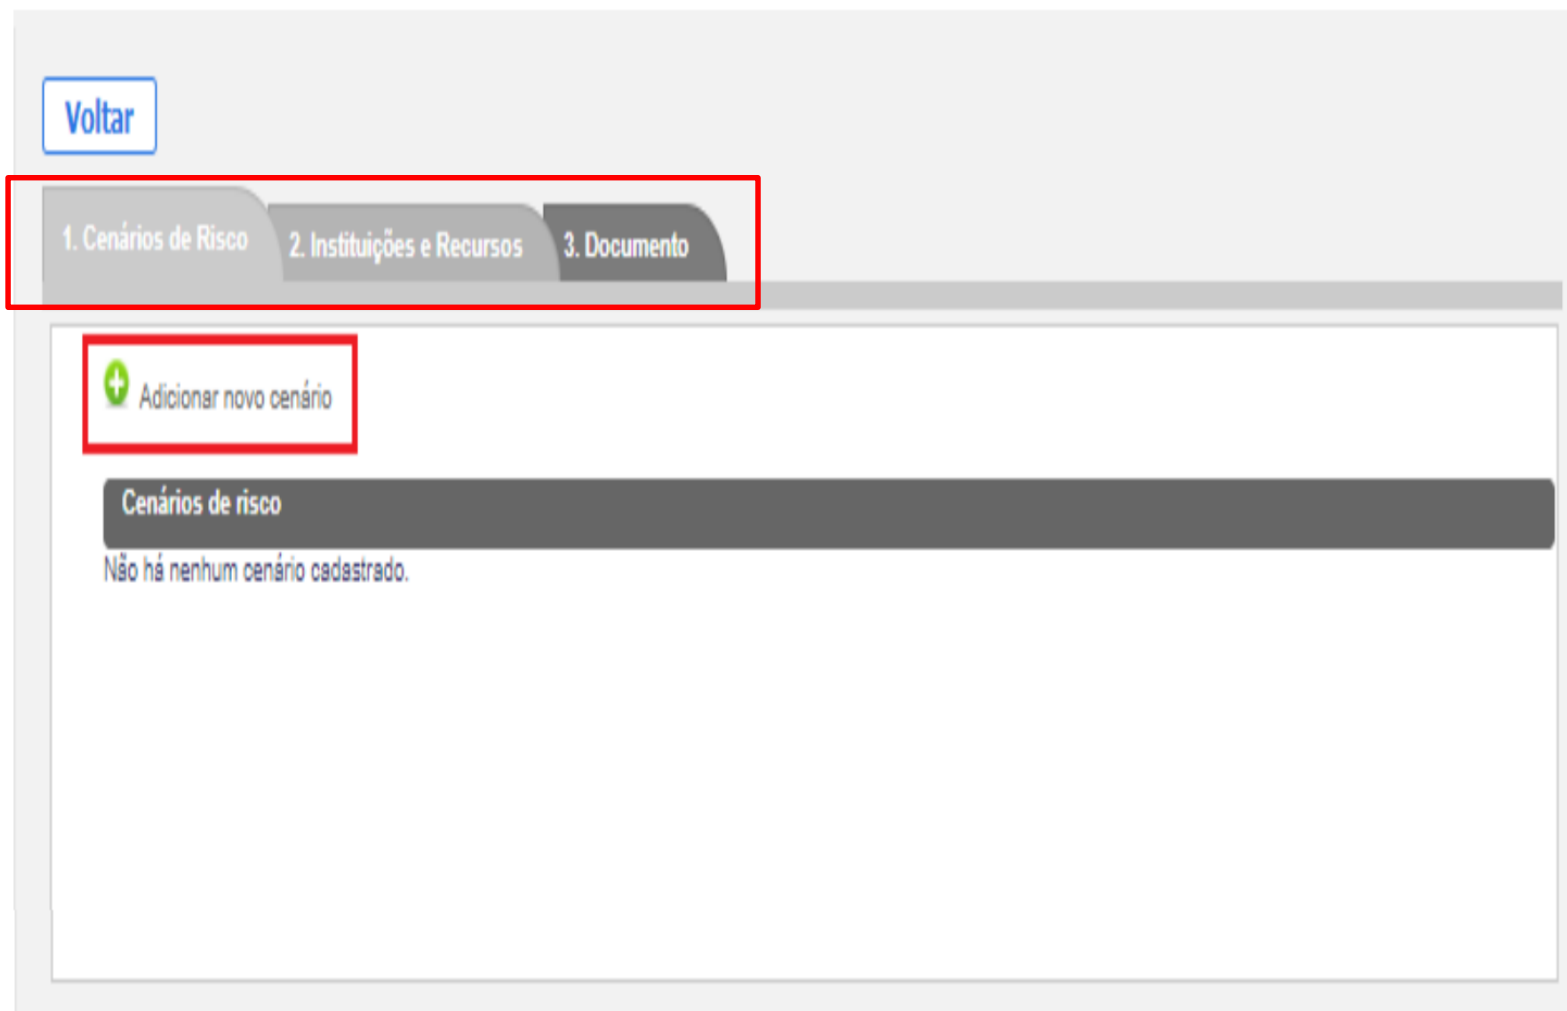 Voltar
1. Cenários de Risco 2. Instituições e Recursos 3. Documento
Adicionar novo cenário
Cenários de risco
Não há nenhum cenário cadastrado.